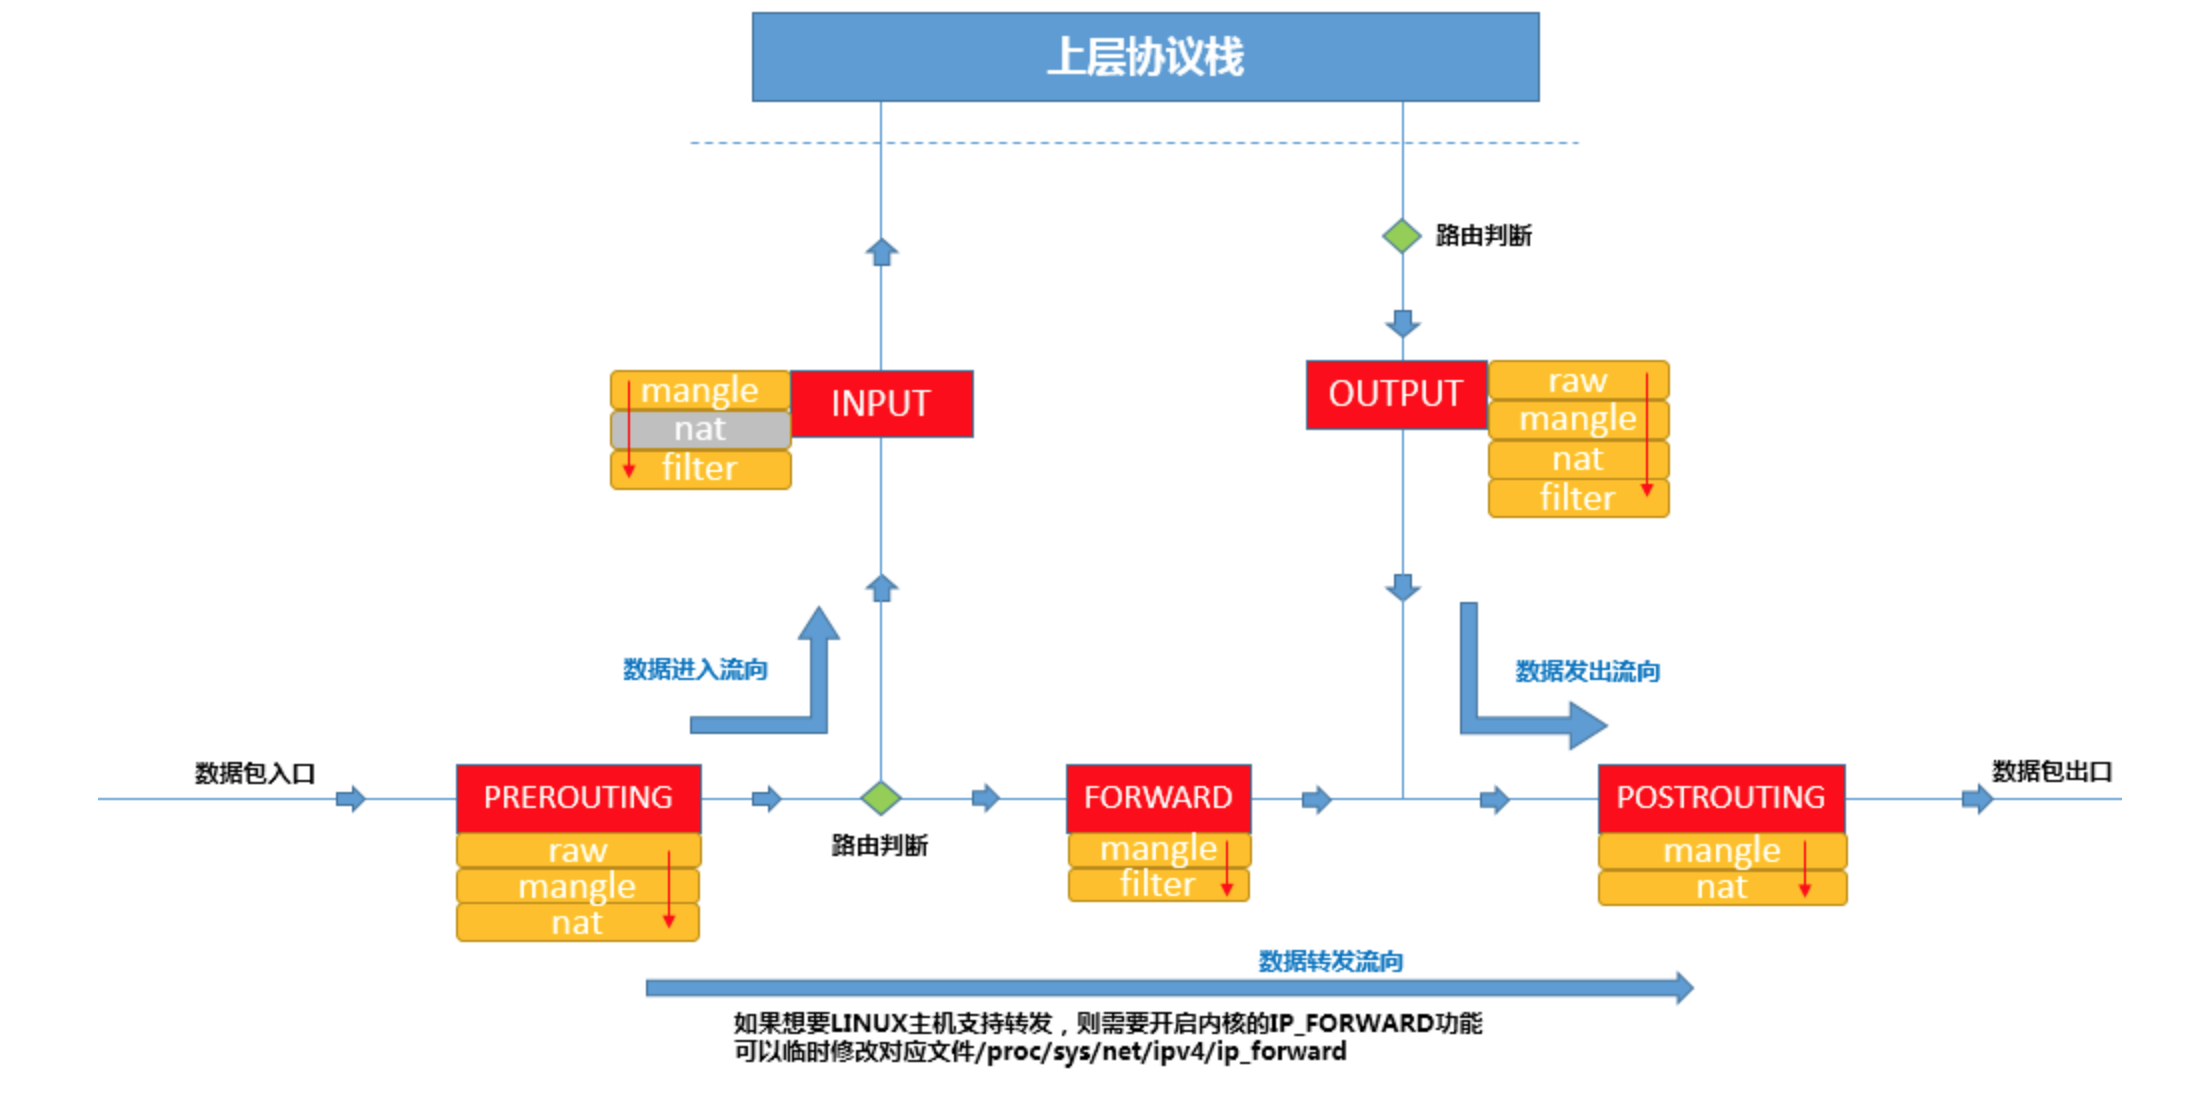 上层协议栈
路由判断
mangle
nat
filter
INPUT
OUTPUT
raw
mangle
nat
filter
数据进入流向
数据发出流向
数据包入口
PREROUTING
raw
mangle
nat
路由判断
FORWARD
mangle
filter
POSTROUTING
mangle
nat
数据包出口
数据转发流向
如果想要LINUX主机支持转发，则需要开启内核的IP_FORWARD功能
可以临时修改对应文件/proc/sys/net/ipv4/ip_forward